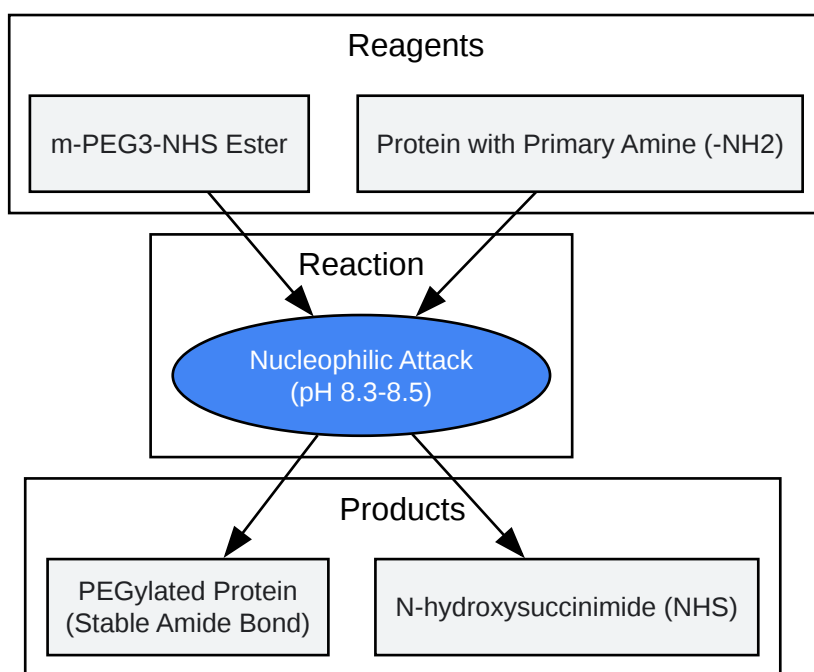 Reagents
m-PEG3-NHS Ester
Protein with Primary Amine (-NH2)
Reaction
Nucleophilic Attack
(pH 8.3-8.5)
Products
PEGylated Protein
(Stable Amide Bond)
N-hydroxysuccinimide (NHS)